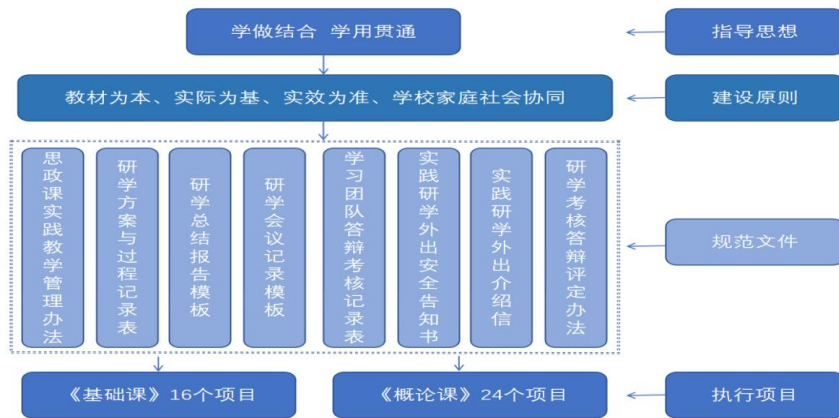 学做结合 学用贯通
指导思想
教材为本、实际为基、实效为准、学校家庭社会协同
建设原则
思政课实践教学管理办法
研学方案与过程记录表
研学总结报告模板
研学会议记录模板
学习团队答辩考核记录表
实践研学外出安全告知书
实践研学外出介绍信
研学考核答辩评定办法
规范文件
《基础课》16个项目
《概论课》24个项目
执行项目